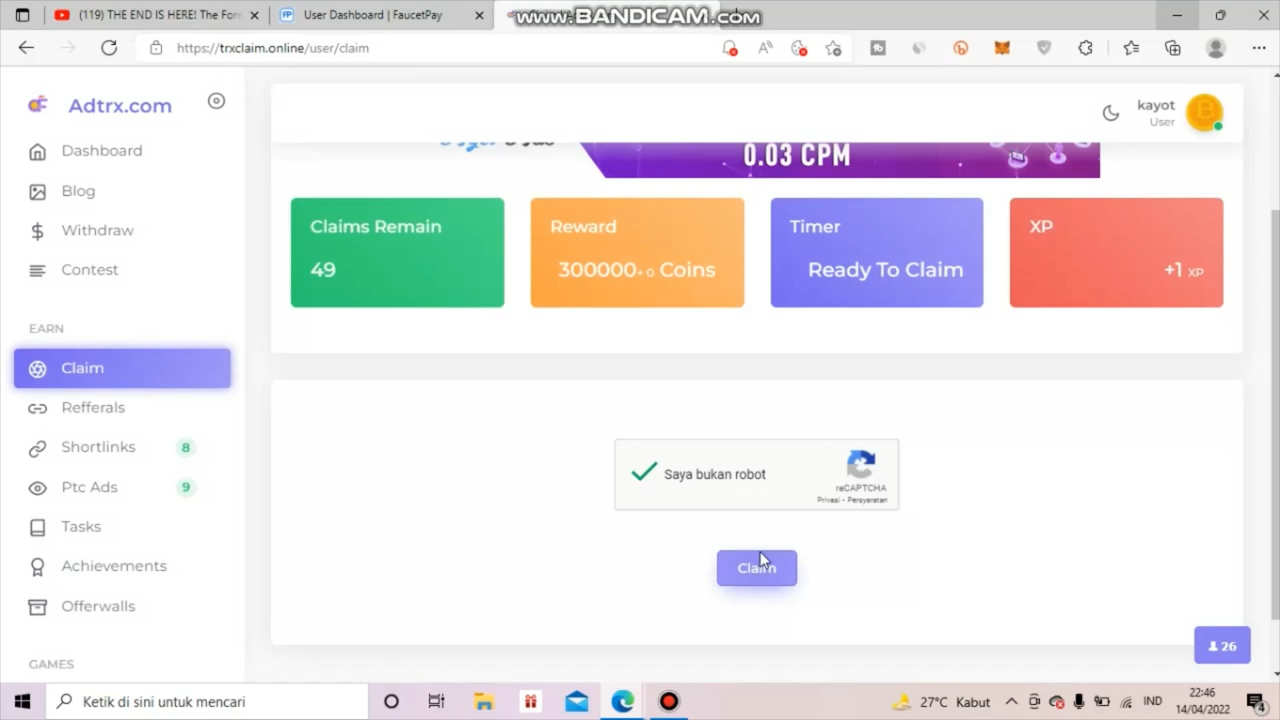 (119) THE END IS HERE! The For
User Dashboard | FaucetPay
www.BANDICAM.com
https://trxclaim.online/user/claim
Adtrx.com
kayot
User
Dashboard
Blog
Withdraw
Contest
EARN
Claim
Refferals
Shortlinks 8
Ptc Ads 9
Tasks
Achievements
Offerwalls
GAMES
0.03 CPM
Claims Remain
49
Reward
300000+ 0 Coins
Timer
Ready To Claim
XP
+1 XP
Saya bukan robot
reCAPTCHA
Privasi - Persyaratan
Claim
26
Ketik di sini untuk mencari
27°C Kabut
IND
22:46
14/04/2022
4